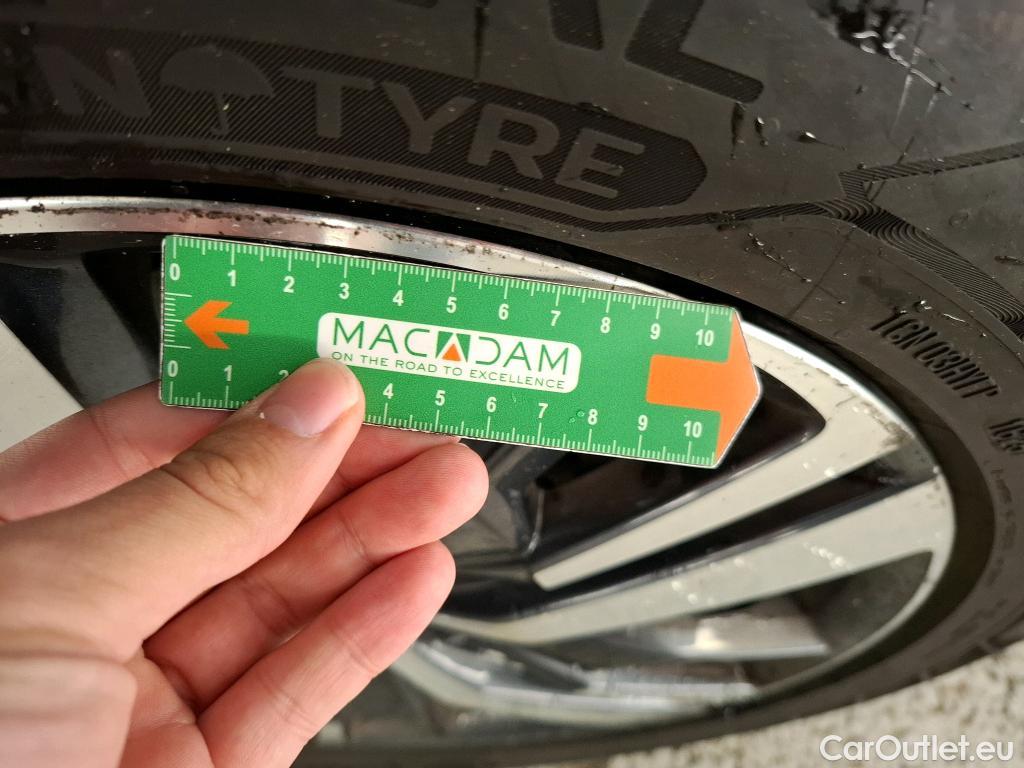 N TYRE
0 1 2 3 4 5 6 7 8 9 10
MACADAM
ON THE ROAD TO EXCELLENCE
0 1 2 4 5 6 7 8 9 10
CarOutlet.eu